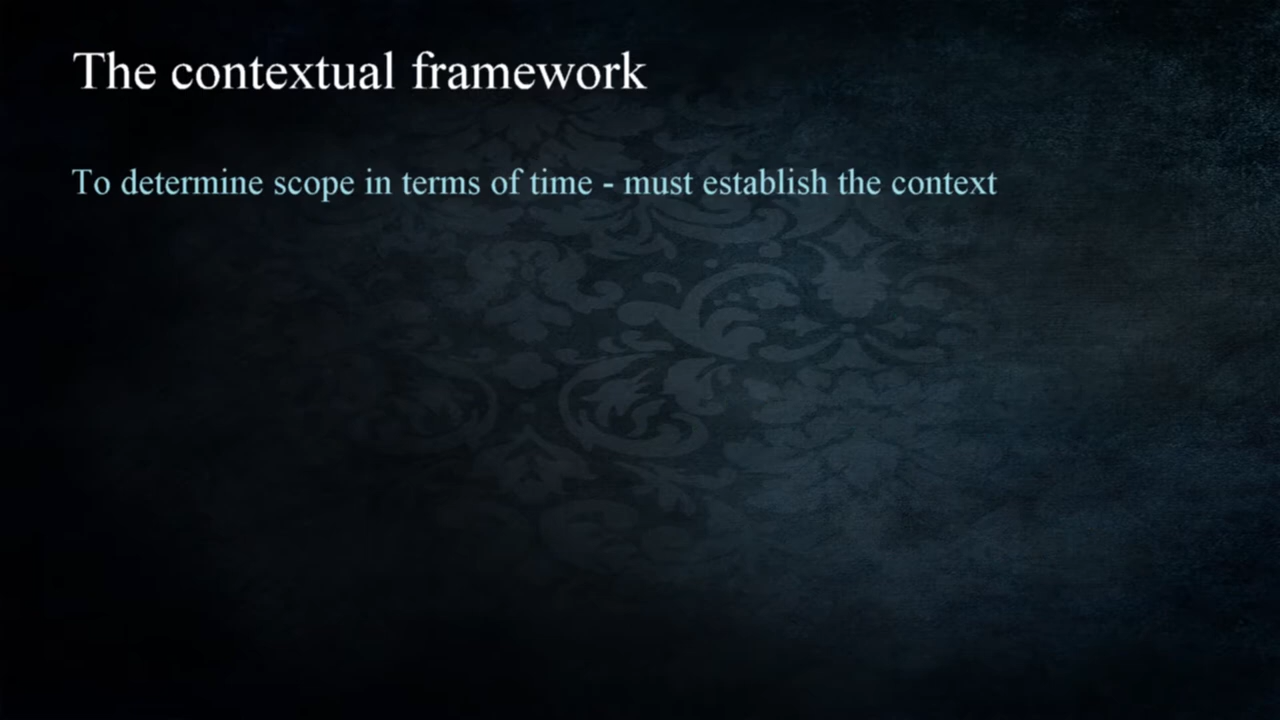 The contextual framework
To determine scope in terms of time - must establish the context